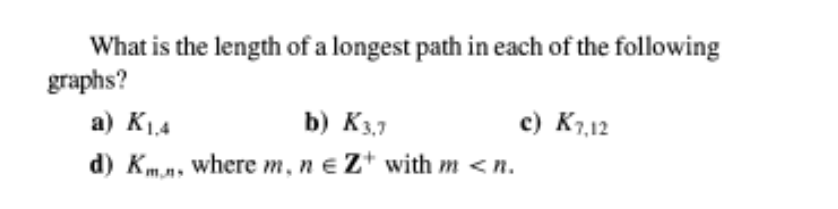 What is the length of a longest path in each of the following
graphs?
a) K₁,₄ b) K₃,₇ c) K₇,₁₂
d) Kₘ,ₙ, where m, n ∈ Z⁺ with m < n.